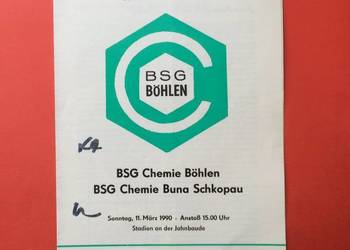 BSG
BÖHLEN
BSG Chemie Böhlen
BSG Chemie Buna Schkopau
Sonntag, 11. März 1990 · Anstoß 15.00 Uhr
Stadion an der Jahnbaude